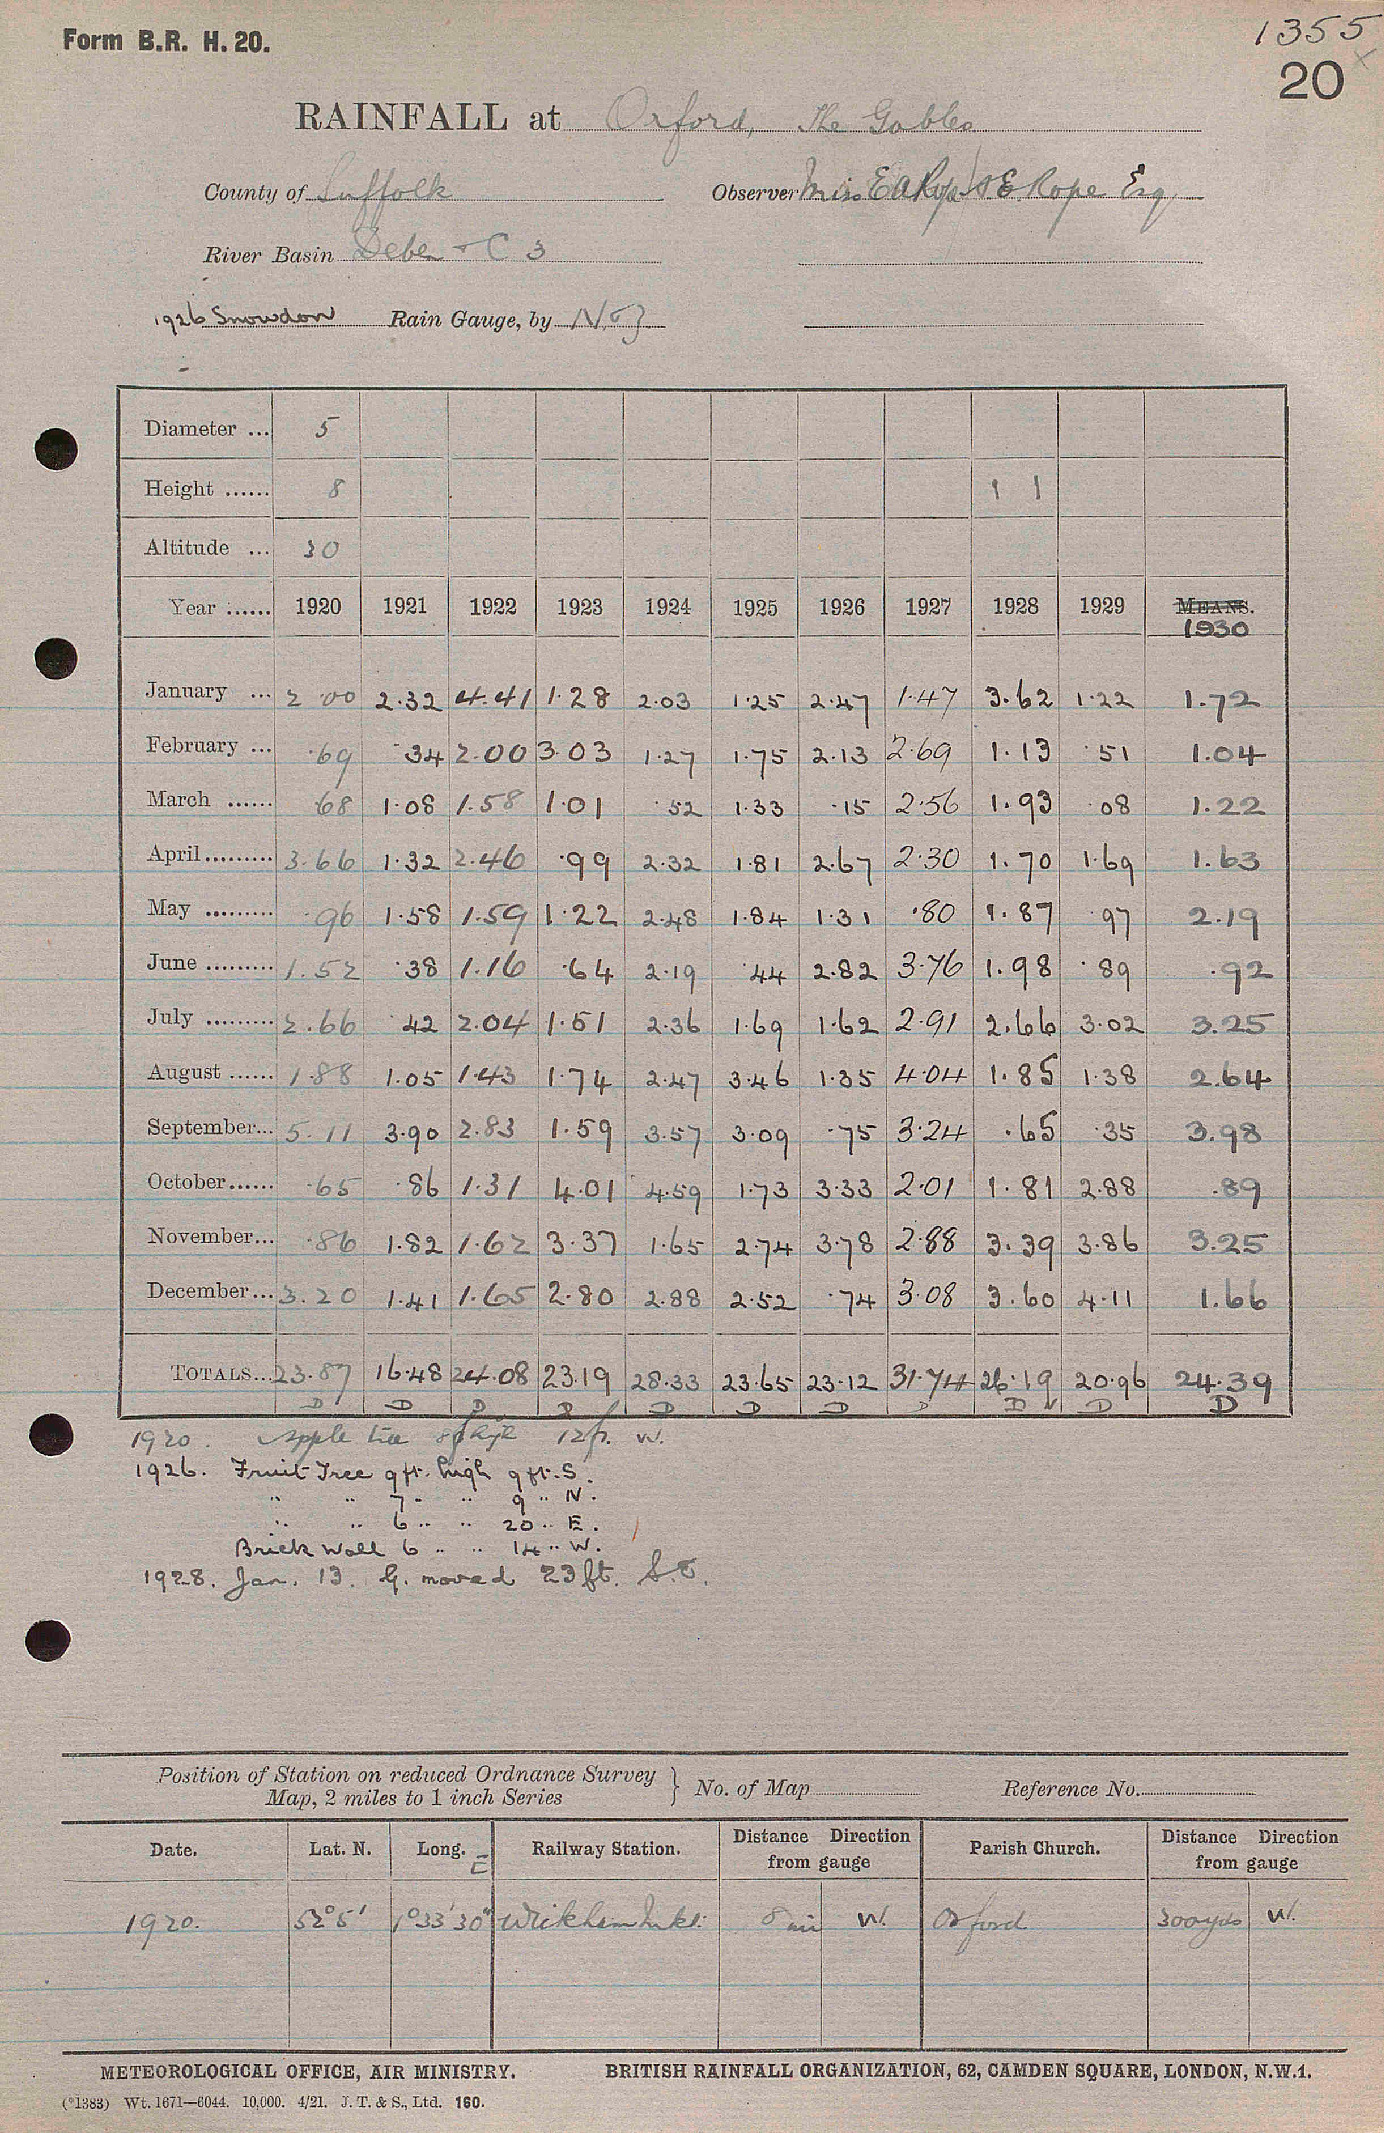 Form B.R. H. 20.
1355
20
RAINFALL at Orford, The Gables
County of Suffolk Observer Miss E A Rope / E Rope Esq
River Basin Deben & C 3
1926 Snowdon Rain Gauge, by
Diameter ... 5
Height ...... 8 1 1
Altitude ... 30
Year ...... 1920 1921 1922 1923 1924 1925 1926 1927 1928 1929 MEANS. 1930
January ... 2.00 2.32 4.41 1.28 2.03 1.25 2.47 1.47 3.62 1.22 1.72
February ... .69 .34 2.00 3.03 1.27 1.75 2.13 2.69 1.13 .51 1.04
March ...... .68 1.08 1.58 1.01 .52 1.33 .15 2.56 1.93 .08 1.22
April ......... 3.66 1.32 2.46 .99 2.32 1.81 2.67 2.30 1.70 1.69 1.63
May ......... .96 1.58 1.59 1.22 2.48 1.84 1.31 .80 1.87 .97 2.19
June ......... 1.52 .38 1.16 .64 2.19 .44 2.82 3.76 1.98 .89 .92
July ......... 2.66 .42 2.04 1.51 2.36 1.69 1.62 2.91 2.66 3.02 3.25
August ...... 1.88 1.05 1.43 1.74 2.47 3.46 1.35 4.04 1.85 1.38 2.64
September... 5.11 3.90 2.83 1.59 3.57 3.09 .75 3.24 .65 .35 3.98
October...... .65 .86 1.31 4.01 4.59 1.73 3.33 2.01 1.81 2.88 .89
November... .86 1.82 1.62 3.37 1.65 2.74 3.78 2.88 3.39 3.86 3.25
December... 3.20 1.41 1.65 2.80 2.88 2.52 .74 3.08 3.60 4.11 1.66
TOTALS... 23.87 16.48 24.08 23.19 28.33 23.65 23.12 31.74 26.19 20.96 24.39
D D D D D D D D D D D
1920. Apple tree 8ft high 12ft. W.
1926. Fruit Tree 9 ft. high 9 ft. S.
" " 7 " " 9 " N.
" " 6 " " 20 " E.
Brick Wall 6 " " 14 " W.
1928. Jan. 13. G. moved 23 ft. S.E.
Position of Station on reduced Ordnance Survey Map, 2 miles to 1 inch Series } No. of Map Reference No.
Date. Lat. N. Long. E Railway Station. Distance Direction from gauge Parish Church. Distance Direction from gauge
1920. 52° 5' 1° 33' 30" Wickham Mkt. 8 mi W. Orford 300 yds W.
METEOROLOGICAL OFFICE, AIR MINISTRY. BRITISH RAINFALL ORGANIZATION, 62, CAMDEN SQUARE, LONDON, N.W.1.
(*1383) Wt. 1671—6044. 10,000. 4/21. J. T. & S., Ltd. 160.